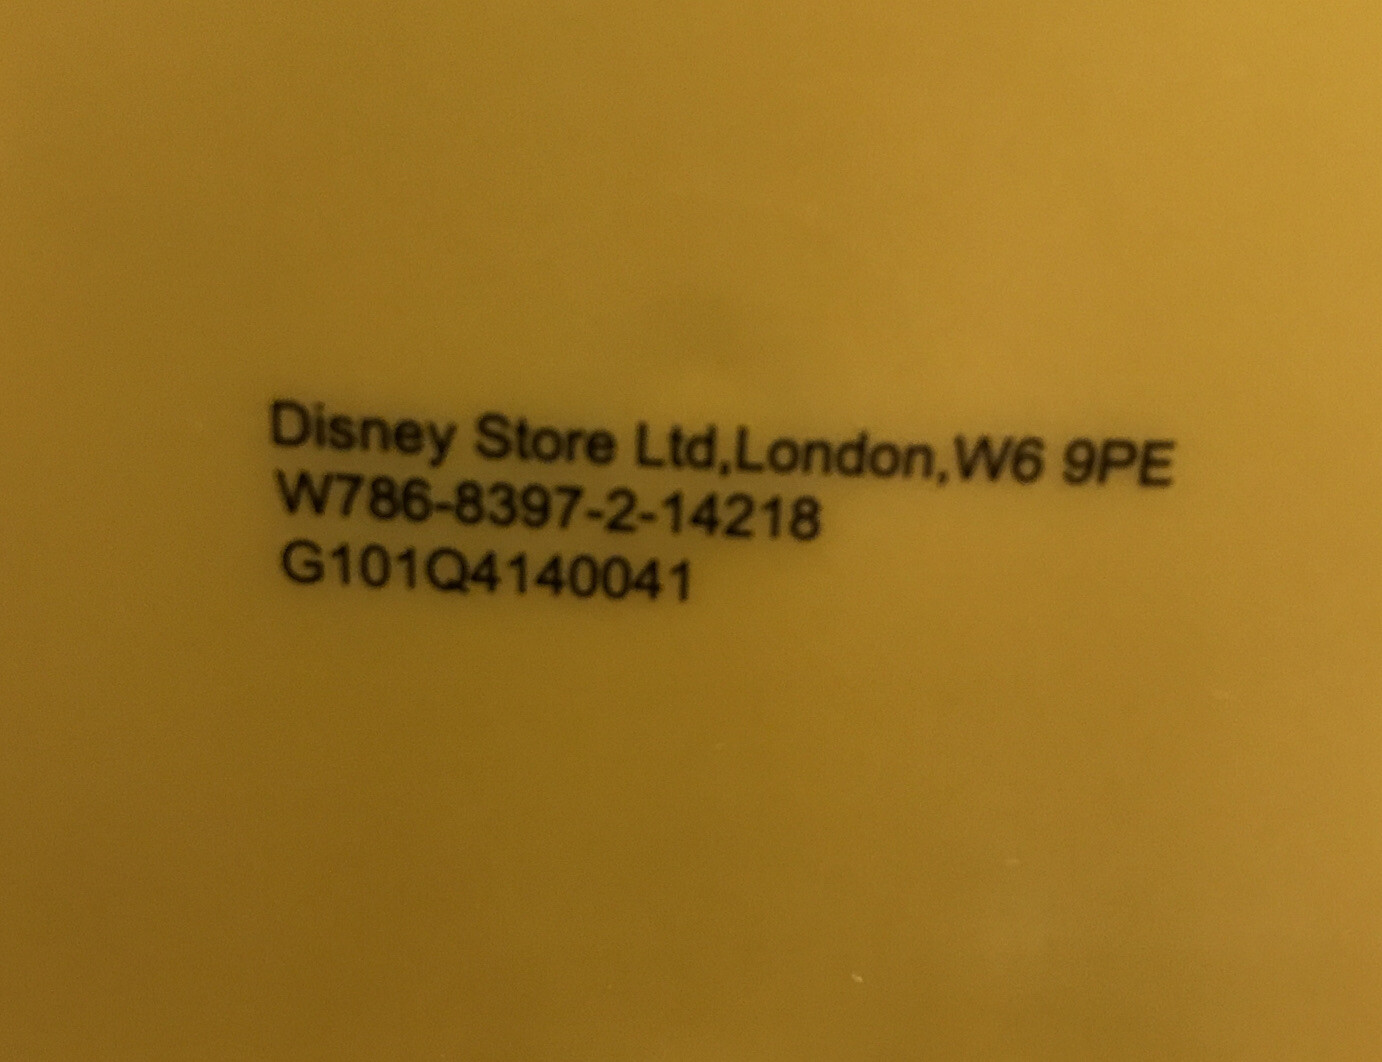 Disney Store Ltd,London,W6 9PE
W786-8397-2-14218
G101Q4140041